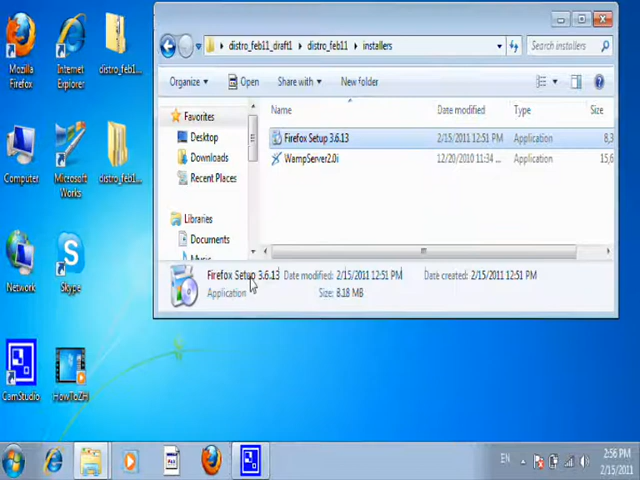 Mozilla
Firefox
Internet
Explorer
distro_feb11...
Computer
Microsoft
Works
distro_feb1...
Network
Skype
CamStudio
HowToZH
distro_feb11_draft1 ▸ distro_feb11 ▸ installers
Search installers
Organize ▾ Open Share with ▾ New folder
Name Date modified Type Size
Favorites
Desktop
Downloads
Recent Places
Libraries
Documents
Firefox Setup 3.6.13 2/15/2011 12:51 PM Application 8,3
WampServer2.0i 12/20/2010 11:34 ... Application 15,6
Firefox Setup 3.6.13 Date modified: 2/15/2011 12:51 PM Date created: 2/15/2011 12:51 PM
Application Size: 8.18 MB
EN
2:56 PM
2/15/2011